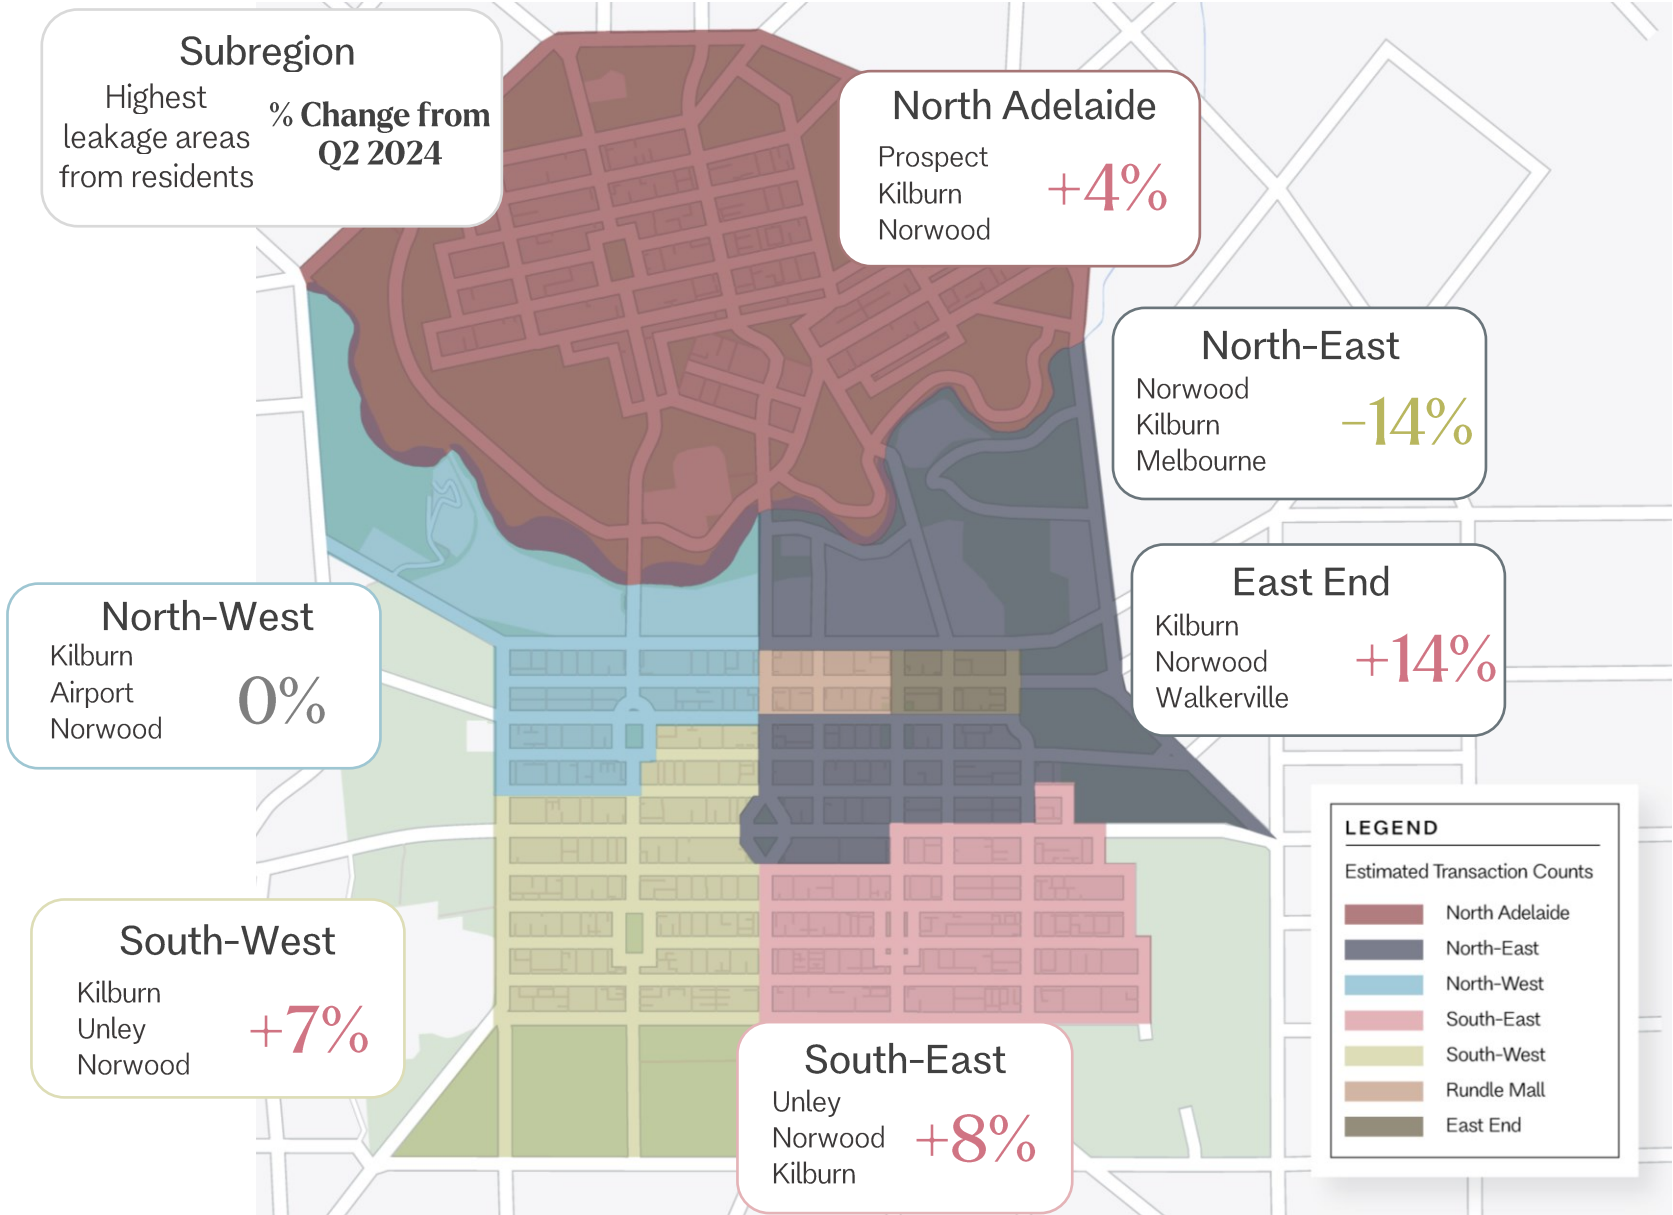 Subregion
Highest
leakage areas
from residents
% Change from
Q2 2024
North Adelaide
Prospect
Kilburn
Norwood
+4%
North-East
Norwood
Kilburn
Melbourne
-14%
East End
Kilburn
Norwood
Walkerville
+14%
North-West
Kilburn
Airport
Norwood
0%
South-West
Kilburn
Unley
Norwood
+7%
South-East
Unley
Norwood
Kilburn
+8%
LEGEND
Estimated Transaction Counts
North Adelaide
North-East
North-West
South-East
South-West
Rundle Mall
East End